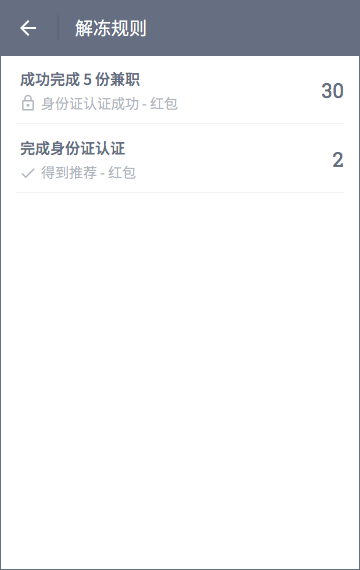 解冻规则
成功完成 5 份兼职
30
身份证认证成功 - 红包
完成身份证认证
2
得到推荐 - 红包